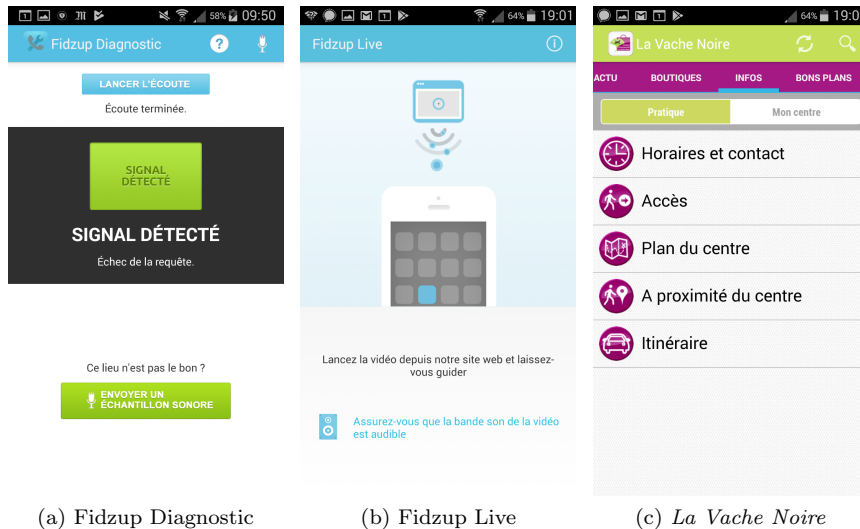 58% 09:50
Fidzup Diagnostic ?
LANCER L'ÉCOUTE
Écoute terminée.
SIGNAL
DÉTECTÉ
SIGNAL DÉTECTÉ
Échec de la requête.
Ce lieu n'est pas le bon ?
ENVOYER UN
ÉCHANTILLON SONORE
(a) Fidzup Diagnostic
64% 19:01
Fidzup Live
Lancez la vidéo depuis notre site web et laissez-
vous guider
Assurez-vous que la bande son de la vidéo
est audible
(b) Fidzup Live
64% 19:0
La Vache Noire
ACTU BOUTIQUES INFOS BONS PLANS
Pratique Mon centre
Horaires et contact
Accès
Plan du centre
A proximité du centre
Itinéraire
(c) La Vache Noire